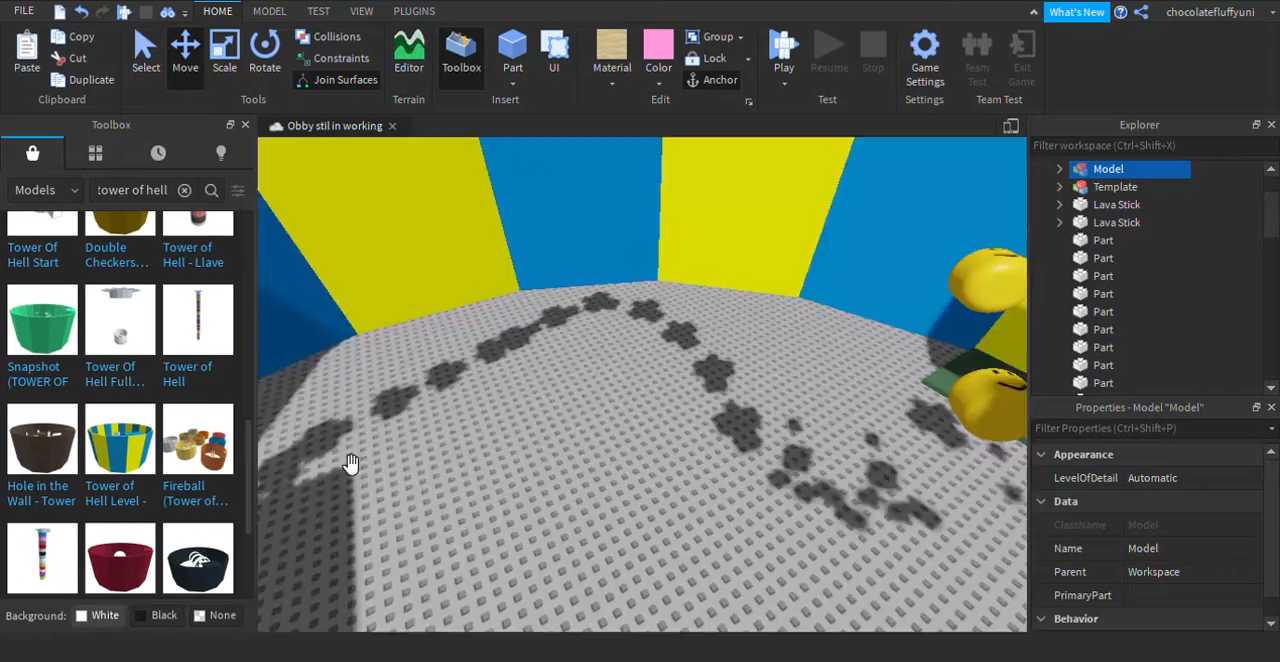 FILE HOME MODEL TEST VIEW PLUGINS What's New chocolatefluffyuni
Copy Collisions Group
Cut Constraints Lock
Paste Duplicate Select Move Scale Rotate Join Surfaces Editor Toolbox Part UI Material Color Anchor Play Resume Stop Game Settings Team Test Exit Game
Clipboard Tools Terrain Insert Edit Test Settings Team Test
Toolbox
Obby stil in working
Explorer
Filter workspace (Ctrl+Shift+X)
Models tower of hell
Tower Of Hell Start
Double Checkers...
Tower of Hell - Llave
Snapshot (TOWER OF
Tower Of Hell Full...
Tower of Hell
Hole in the Wall - Tower
Tower of Hell Level -
Fireball (Tower of...
Background: White Black None
Model
Template
Lava Stick
Lava Stick
Part
Part
Part
Part
Part
Part
Part
Part
Part
Properties - Model "Model"
Filter Properties (Ctrl+Shift+P)
Appearance
LevelOfDetail Automatic
Data
ClassName Model
Name Model
Parent Workspace
PrimaryPart
Behavior